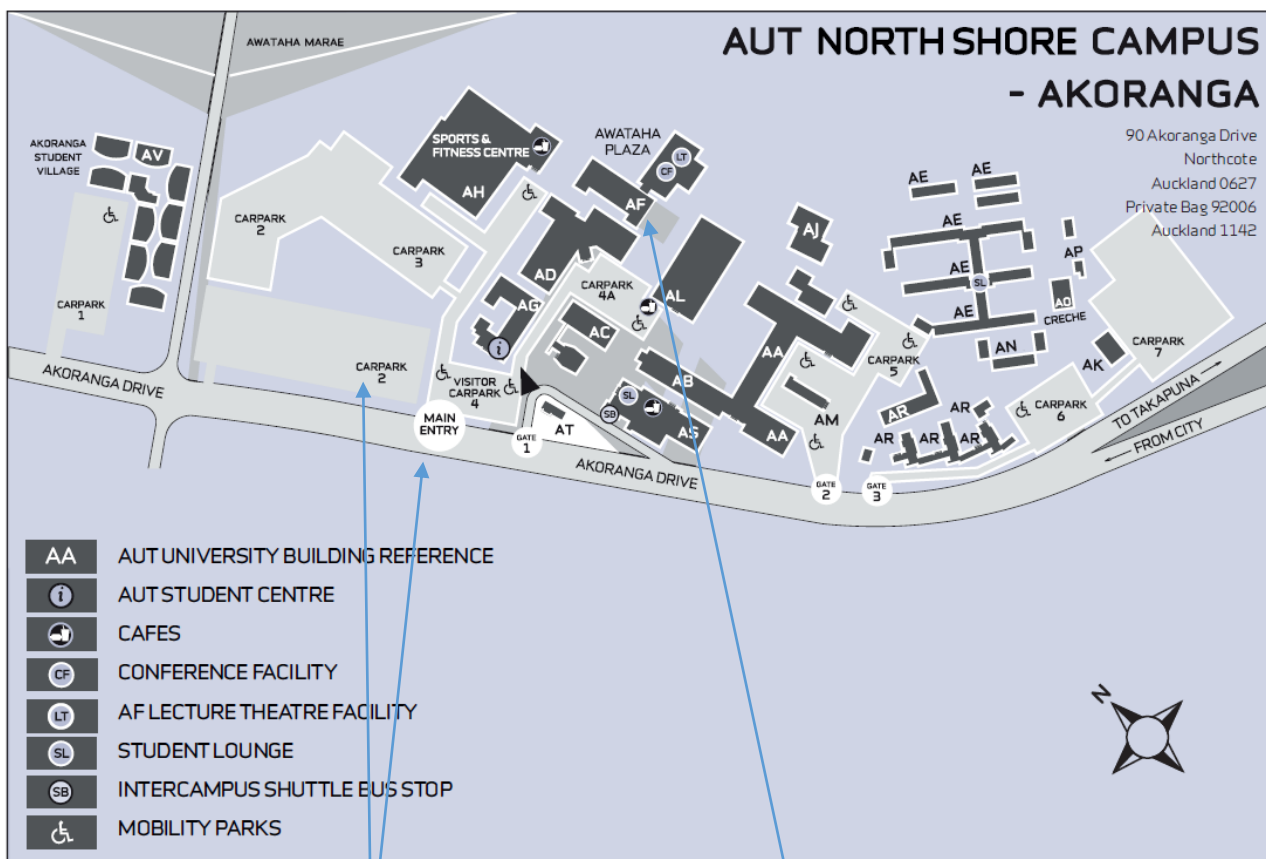 AUT NORTH SHORE CAMPUS
- AKORANGA
90 Akoranga Drive
Northcote
Auckland 0627
Private Bag 92006
Auckland 1142
AWATAHA MARAE
AKORANGA
STUDENT
VILLAGE
AV
CARPARK
1
CARPARK
2
CARPARK
3
CARPARK
2
SPORTS &
FITNESS CENTRE
AH
AWATAHA
PLAZA
LT
CF
AF
AD
AG
i
CARPARK
4A
AC
AL
AJ
AE
AE
AE
AE
SL
AE
AP
AO
CRECHE
AN
AK
CARPARK
7
AA
CARPARK
5
AB
AM
AR
AR
AR
AR
AR
CARPARK
6
VISITOR
CARPARK
4
MAIN
ENTRY
GATE
1
AT
SL
SB
AS
AA
GATE
2
GATE
3
AKORANGA DRIVE
AKORANGA DRIVE
TO TAKAPUNA
FROM CITY
AA AUT UNIVERSITY BUILDING REFERENCE
i AUT STUDENT CENTRE
CAFES
CF CONFERENCE FACILITY
LT AF LECTURE THEATRE FACILITY
SL STUDENT LOUNGE
SB INTERCAMPUS SHUTTLE BUS STOP
MOBILITY PARKS
N